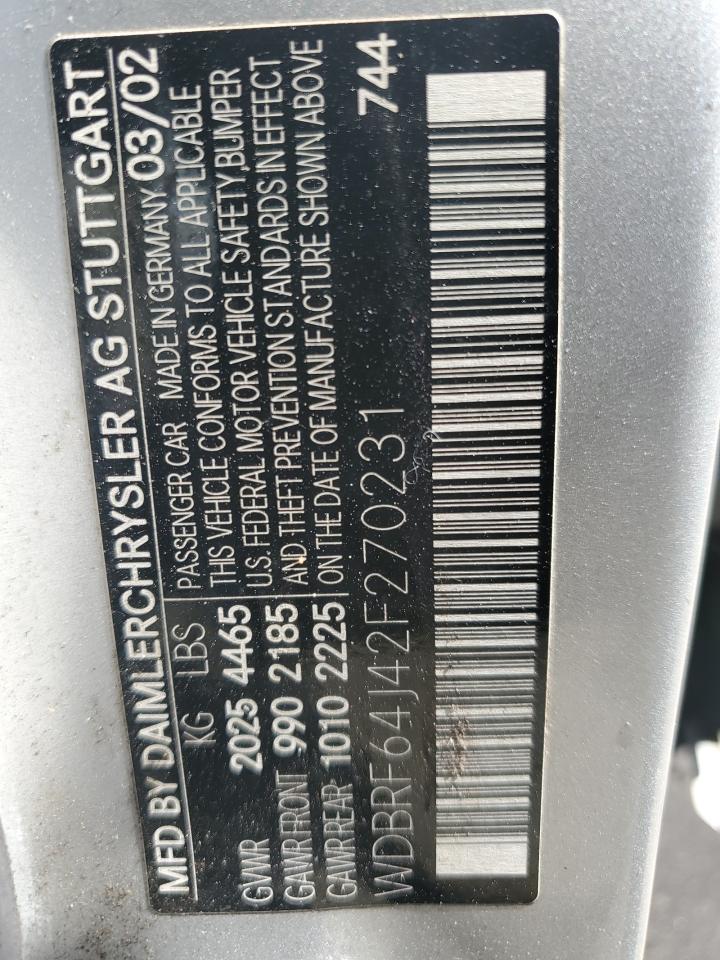 MFD BY DAIMLERCHRYSLER AG STUTTGART
KG LBS PASSENGER CAR MADE IN GERMANY 03/02
THIS VEHICLE CONFORMS TO ALL APPLICABLE
GVWR 2025 4465 U.S. FEDERAL MOTOR VEHICLE SAFETY,BUMPER
GAWR FRONT 990 2185 AND THEFT PREVENTION STANDARDS IN EFFECT
GAWR REAR 1010 2225 ON THE DATE OF MANUFACTURE SHOWN ABOVE
WDBRF64J42F270231 744